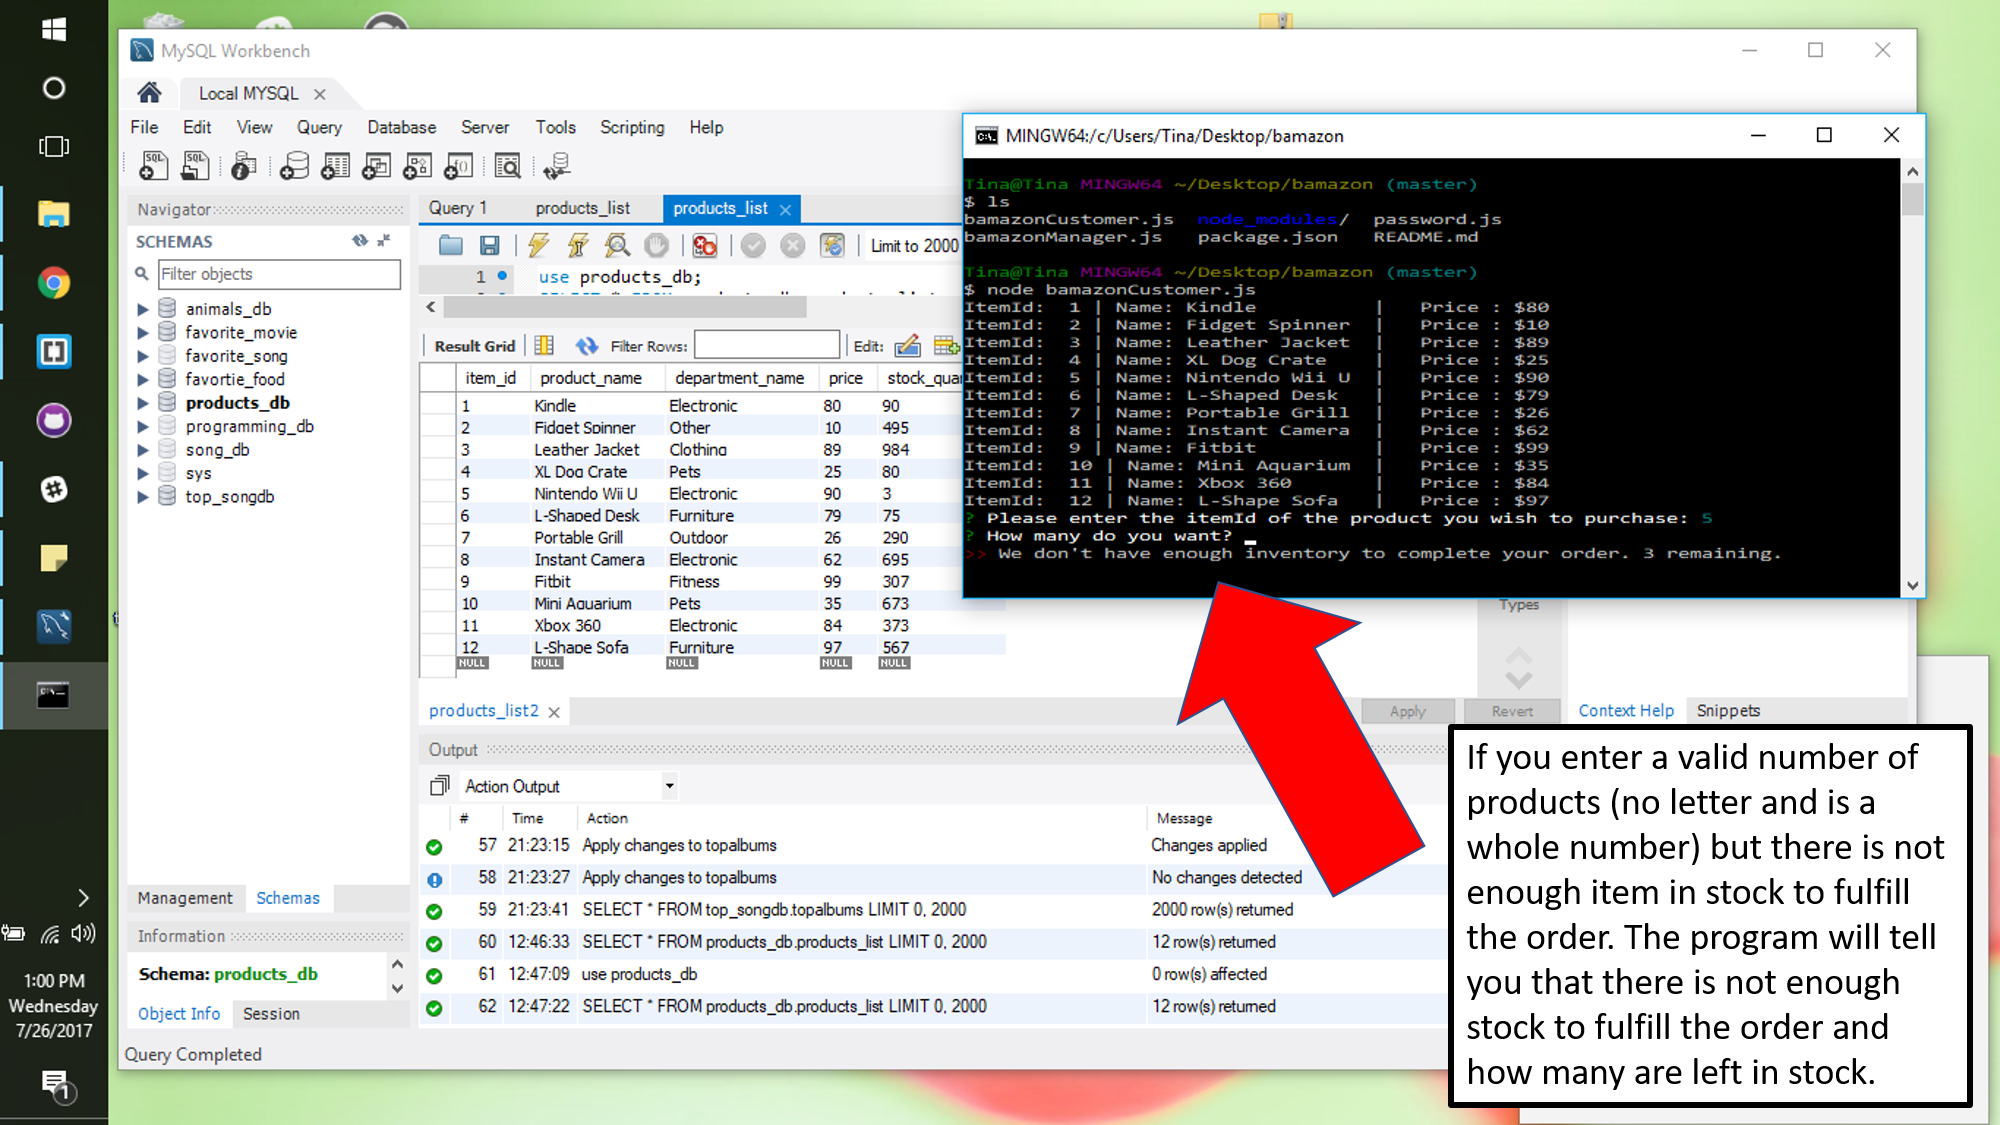 MySQL Workbench
Local MYSQL
File Edit View Query Database Server Tools Scripting Help
Navigator
SCHEMAS
Filter objects
animals_db
favorite_movie
favorite_song
favortie_food
products_db
programming_db
song_db
sys
top_songdb
Management Schemas
Information
Schema: products_db
Object Info Session
Query Completed
Query 1 products_list products_list
Limit to 2000
1 use products_db;
Result Grid Filter Rows: Edit:
item_id product_name department_name price stock_qua
1 Kindle Electronic 80 90
2 Fidget Spinner Other 10 495
3 Leather Jacket Clothing 89 984
4 XL Dog Crate Pets 25 80
5 Nintendo Wii U Electronic 90 3
6 L-Shaped Desk Furniture 79 75
7 Portable Grill Outdoor 26 290
8 Instant Camera Electronic 62 695
9 Fitbit Fitness 99 307
10 Mini Aquarium Pets 35 673
11 Xbox 360 Electronic 84 373
12 L-Shape Sofa Furniture 97 567
NULL NULL NULL NULL NULL
products_list2
Types
Apply Revert Context Help Snippets
Output
Action Output
# Time Action Message
57 21:23:15 Apply changes to topalbums Changes applied
58 21:23:27 Apply changes to topalbums No changes detected
59 21:23:41 SELECT * FROM top_songdb.topalbums LIMIT 0, 2000 2000 row(s) returned
60 12:46:33 SELECT * FROM products_db.products_list LIMIT 0, 2000 12 row(s) returned
61 12:47:09 use products_db 0 row(s) affected
62 12:47:22 SELECT * FROM products_db.products_list LIMIT 0, 2000 12 row(s) returned
MINGW64:/c/Users/Tina/Desktop/bamazon
Tina@Tina MINGW64 ~/Desktop/bamazon (master)
$ ls
bamazonCustomer.js node_modules/ password.js
bamazonManager.js package.json README.md
Tina@Tina MINGW64 ~/Desktop/bamazon (master)
$ node bamazonCustomer.js
ItemId: 1 | Name: Kindle | Price : $80
ItemId: 2 | Name: Fidget Spinner | Price : $10
ItemId: 3 | Name: Leather Jacket | Price : $89
ItemId: 4 | Name: XL Dog Crate | Price : $25
ItemId: 5 | Name: Nintendo Wii U | Price : $90
ItemId: 6 | Name: L-Shaped Desk | Price : $79
ItemId: 7 | Name: Portable Grill | Price : $26
ItemId: 8 | Name: Instant Camera | Price : $62
ItemId: 9 | Name: Fitbit | Price : $99
ItemId: 10 | Name: Mini Aquarium | Price : $35
ItemId: 11 | Name: Xbox 360 | Price : $84
ItemId: 12 | Name: L-Shape Sofa | Price : $97
? Please enter the itemId of the product you wish to purchase: 5
? How many do you want? _
>> We don't have enough inventory to complete your order. 3 remaining.
If you enter a valid number of
products (no letter and is a
whole number) but there is not
enough item in stock to fulfill
the order. The program will tell
you that there is not enough
stock to fulfill the order and
how many are left in stock.
1:00 PM
Wednesday
7/26/2017
1